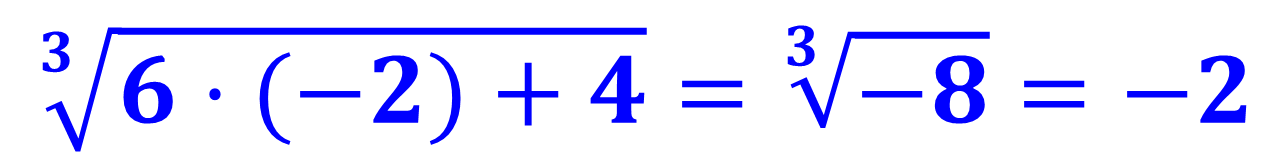 ∛(6 · (−2) + 4) = ∛(−8) = −2